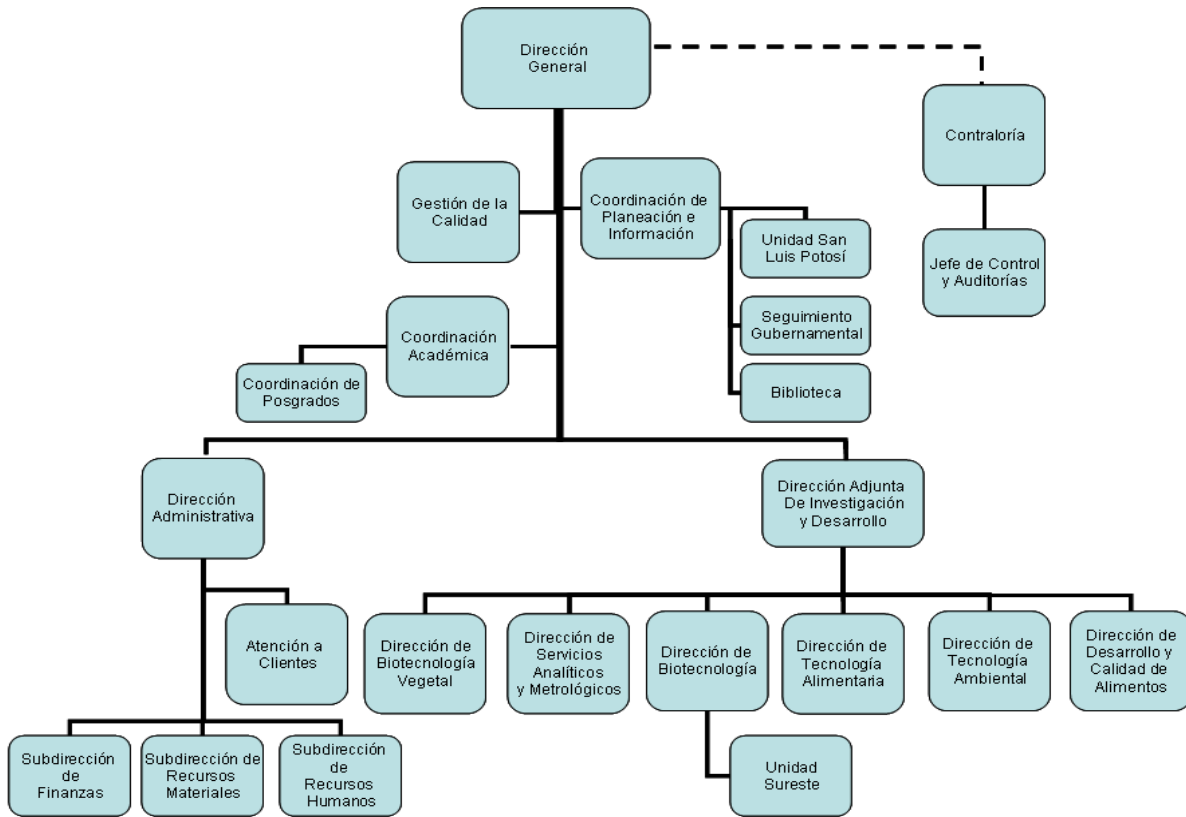 Dirección
General
Contraloría
Gestión de la
Calidad
Coordinación de
Planeación e
Información
Unidad San
Luis Potosí
Jefe de Control
y Auditorías
Seguimiento
Gubernamental
Coordinación
Académica
Coordinación de
Posgrados
Biblioteca
Dirección
Administrativa
Dirección Adjunta
De Investigación
y Desarrollo
Atención a
Clientes
Dirección de
Biotecnología
Vegetal
Dirección de
Servicios
Analíticos
y Metrológicos
Dirección de
Biotecnología
Dirección de
Tecnología
Alimentaria
Dirección de
Tecnología
Ambiental
Dirección de
Desarrollo y
Calidad de
Alimentos
Subdirección
de
Finanzas
Subdirección de
Recursos
Materiales
Subdirección
de
Recursos
Humanos
Unidad
Sureste